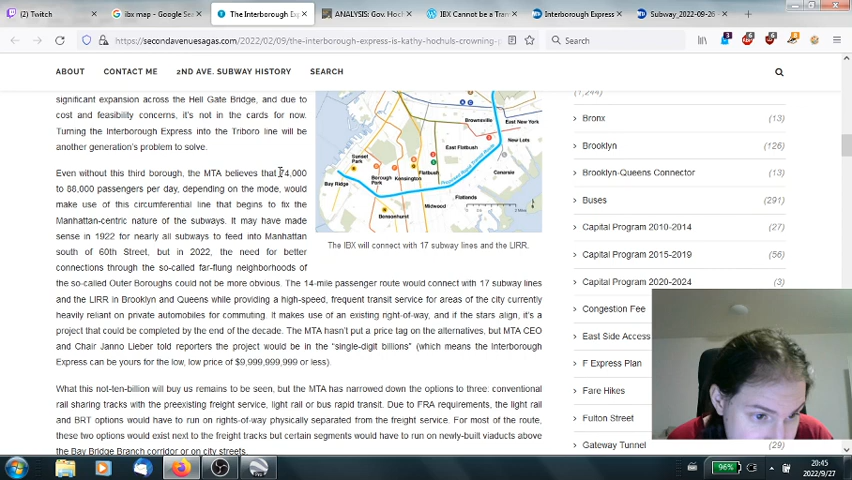 (2) Twitch
ibx map - Google Sea
The Interborough Ex
ANALYSIS: Gov. Hoch
IBX Cannot be a Tran
Interborough Express
Subway_2022-09-26
https://secondavenuesagas.com/2022/02/09/the-interborough-express-is-kathy-hochuls-crowning-
Search
ABOUT
CONTACT ME
2ND AVE. SUBWAY HISTORY
SEARCH
significant expansion across the Hell Gate Bridge, and due to
cost and feasibility concerns, it's not in the cards for now.
Turning the Interborough Express into the Triboro line will be
another generation's problem to solve.
Even without this third borough, the MTA believes that 74,000
to 88,000 passengers per day, depending on the mode, would
make use of this circumferential line that begins to fix the
Manhattan-centric nature of the subways. It may have made
sense in 1922 for nearly all subways to feed into Manhattan
south of 60th Street, but in 2022, the need for better
connections through the so-called far-flung neighborhoods of
the so-called Outer Boroughs could not be more obvious. The 14-mile passenger route would connect with 17 subway lines
and the LIRR in Brooklyn and Queens while providing a high-speed, frequent transit service for areas of the city currently
heavily reliant on private automobiles for commuting. It makes use of an existing right-of-way, and if the stars align, it's a
project that could be completed by the end of the decade. The MTA hasn't put a price tag on the alternatives, but MTA CEO
and Chair Janno Lieber told reporters the project would be in the "single-digit billions" (which means the Interborough
Express can be yours for the low, low price of $9,999,999,999 or less).
What this not-ten-billion will buy us remains to be seen, but the MTA has narrowed down the options to three: conventional
rail sharing tracks with the preexisting freight service, light rail or bus rapid transit. Due to FRA requirements, the light rail
and BRT options would have to run on rights-of-way physically separated from the freight service. For most of the route,
these two options would exist next to the freight tracks but certain segments would have to run on newly-built viaducts above
the Bay Bridge Branch corridor or on city streets.
Brownsville
East New York
New Lots
Sunset
Park
East Flatbush
Borough
Park
Kensington
Flatbush
Canarsie
Bay Ridge
Midwood
Flatlands
Bensonhurst
2 Miles
The IBX will connect with 17 subway lines and the LIRR.
(1,244)
Bronx (13)
Brooklyn (126)
Brooklyn-Queens Connector (13)
Buses (291)
Capital Program 2010-2014 (27)
Capital Program 2015-2019 (56)
Capital Program 2020-2024 (3)
Congestion Fee
East Side Access
F Express Plan
Fare Hikes
Fulton Street
Gateway Tunnel (29)
96%
20:45
2022/9/27